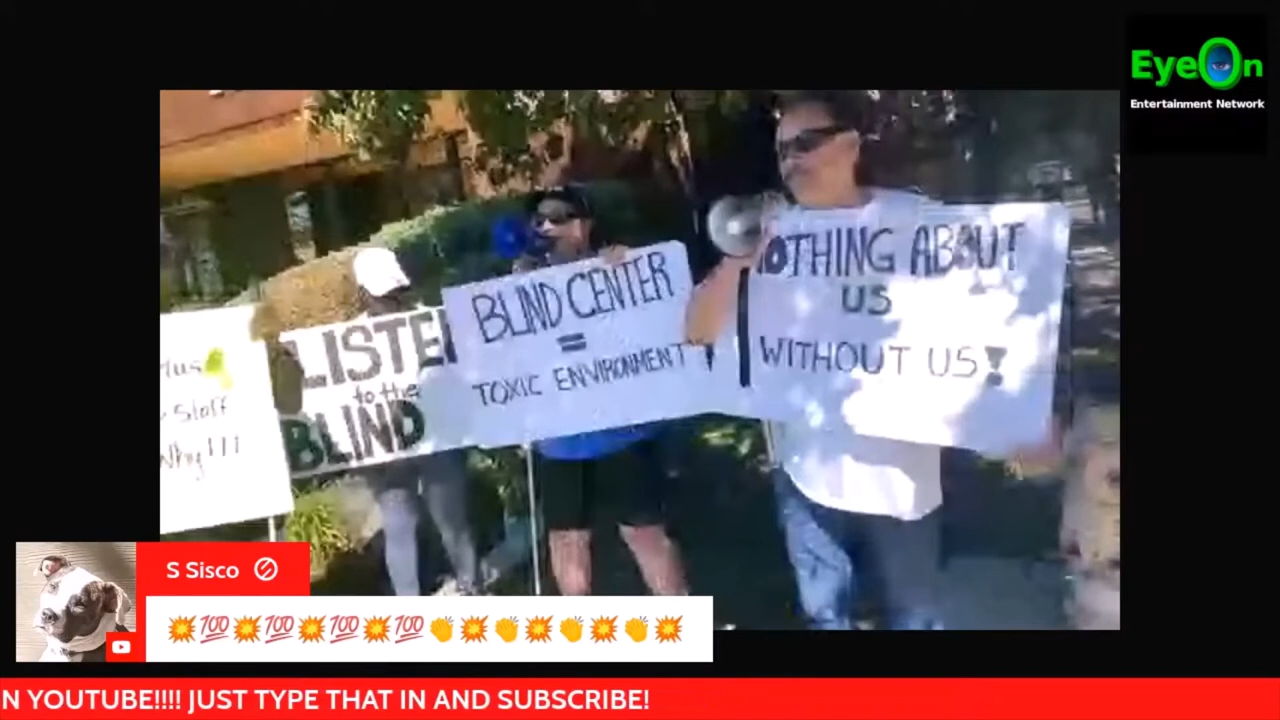 EyeOn
Entertainment Network
Staff
Why!!!
LISTEN
to the
BLIND
BLIND CENTER
=
TOXIC ENVIRONMENT
NOTHING ABOUT
US
WITHOUT US!
S Sisco
💥💯💥💯💥💯💥💯👏💥👏💥👏💥👏💥
N YOUTUBE!!!! JUST TYPE THAT IN AND SUBSCRIBE!